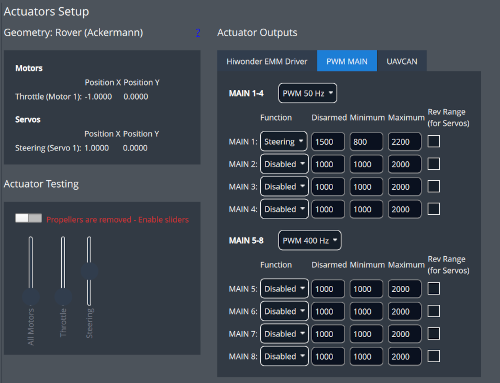 Actuators Setup
Geometry: Rover (Ackermann) ?
Motors
Position X Position Y
Throttle (Motor 1): -1.0000 0.0000
Servos
Position X Position Y
Steering (Servo 1): 1.0000 0.0000
Actuator Testing
Propellers are removed - Enable sliders
All Motors
Throttle
Steering
Actuator Outputs
Hiwonder EMM Driver PWM MAIN UAVCAN
MAIN 1-4 PWM 50 Hz
Function Disarmed Minimum Maximum Rev Range
(for Servos)
MAIN 1: Steering 1500 800 2200
MAIN 2: Disabled 1000 1000 2000
MAIN 3: Disabled 1000 1000 2000
MAIN 4: Disabled 1000 1000 2000
MAIN 5-8 PWM 400 Hz
Function Disarmed Minimum Maximum Rev Range
(for Servos)
MAIN 5: Disabled 1000 1000 2000
MAIN 6: Disabled 1000 1000 2000
MAIN 7: Disabled 1000 1000 2000
MAIN 8: Disabled 1000 1000 2000